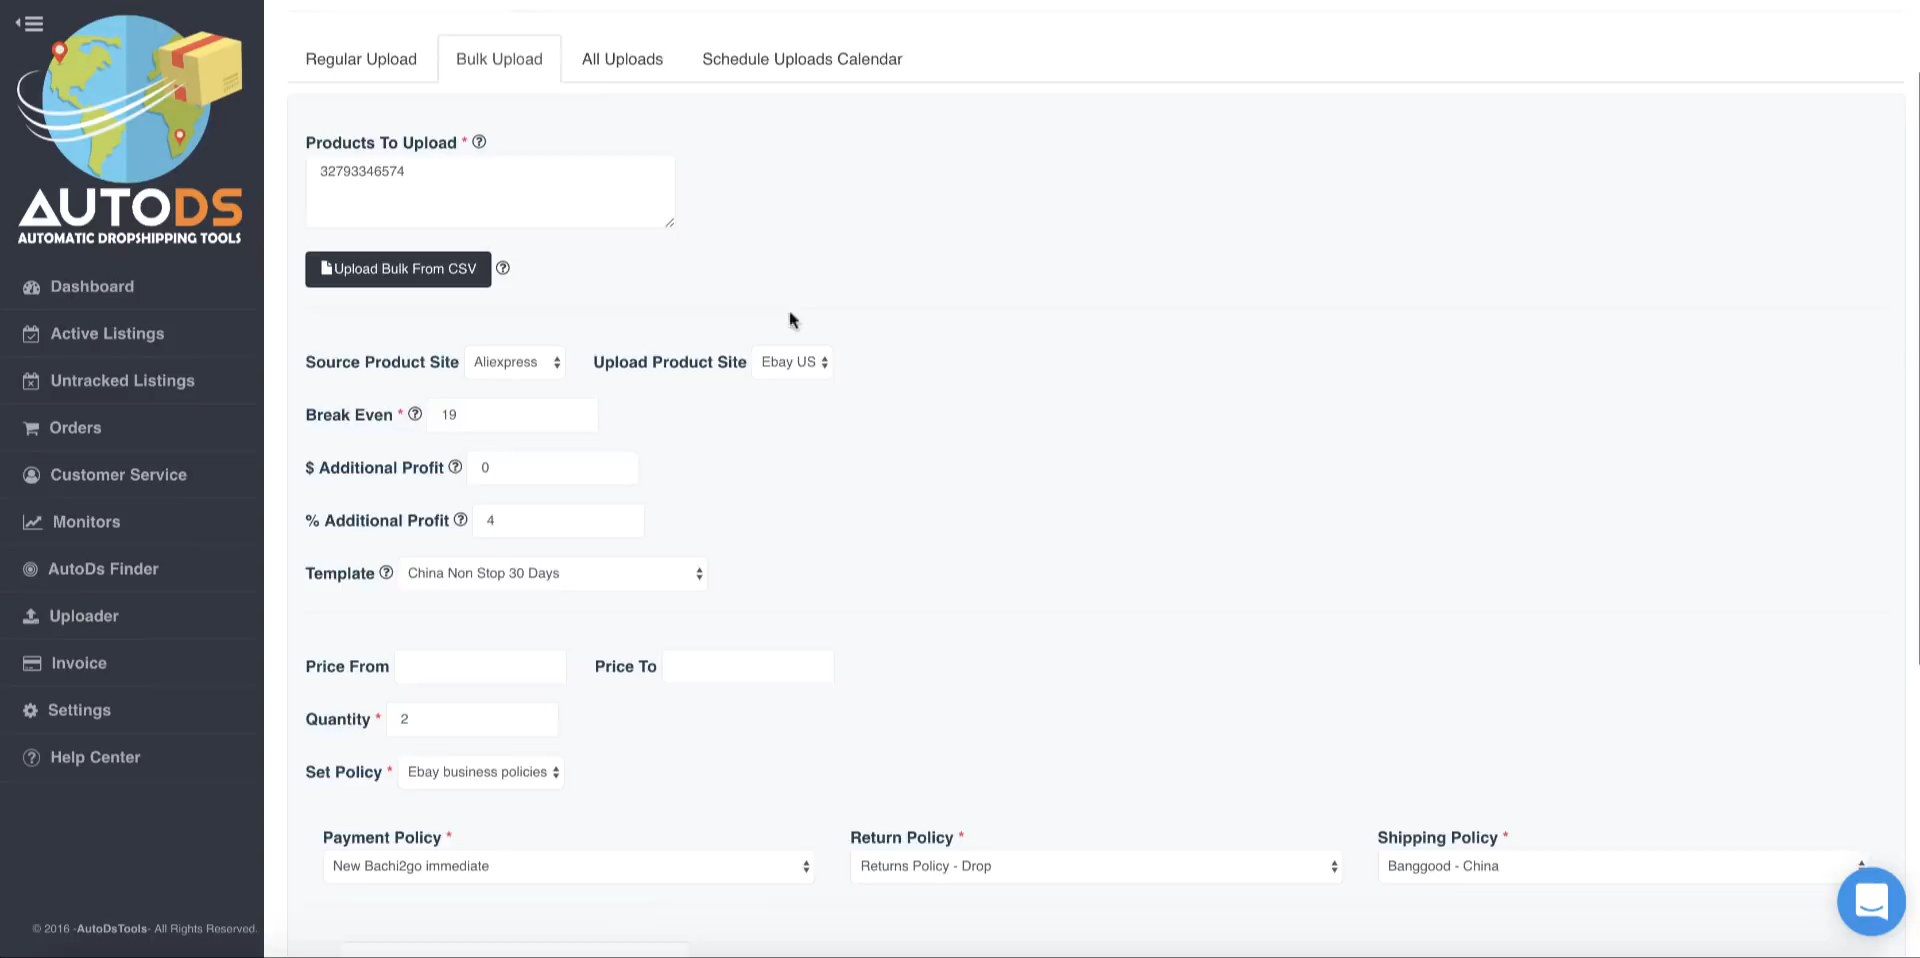 AUTODS
AUTOMATIC DROPSHIPPING TOOLS
Dashboard
Active Listings
Untracked Listings
Orders
Customer Service
Monitors
AutoDs Finder
Uploader
Invoice
Settings
Help Center
© 2016 -AutoDsTools- All Rights Reserved.
Regular Upload
Bulk Upload
All Uploads
Schedule Uploads Calendar
Products To Upload *
32793346574
Upload Bulk From CSV
Source Product Site Aliexpress Upload Product Site Ebay US
Break Even * 19
$ Additional Profit 0
% Additional Profit 4
Template China Non Stop 30 Days
Price From Price To
Quantity * 2
Set Policy * Ebay business policies
Payment Policy *
New Bachi2go immediate
Return Policy *
Returns Policy - Drop
Shipping Policy *
Banggood - China